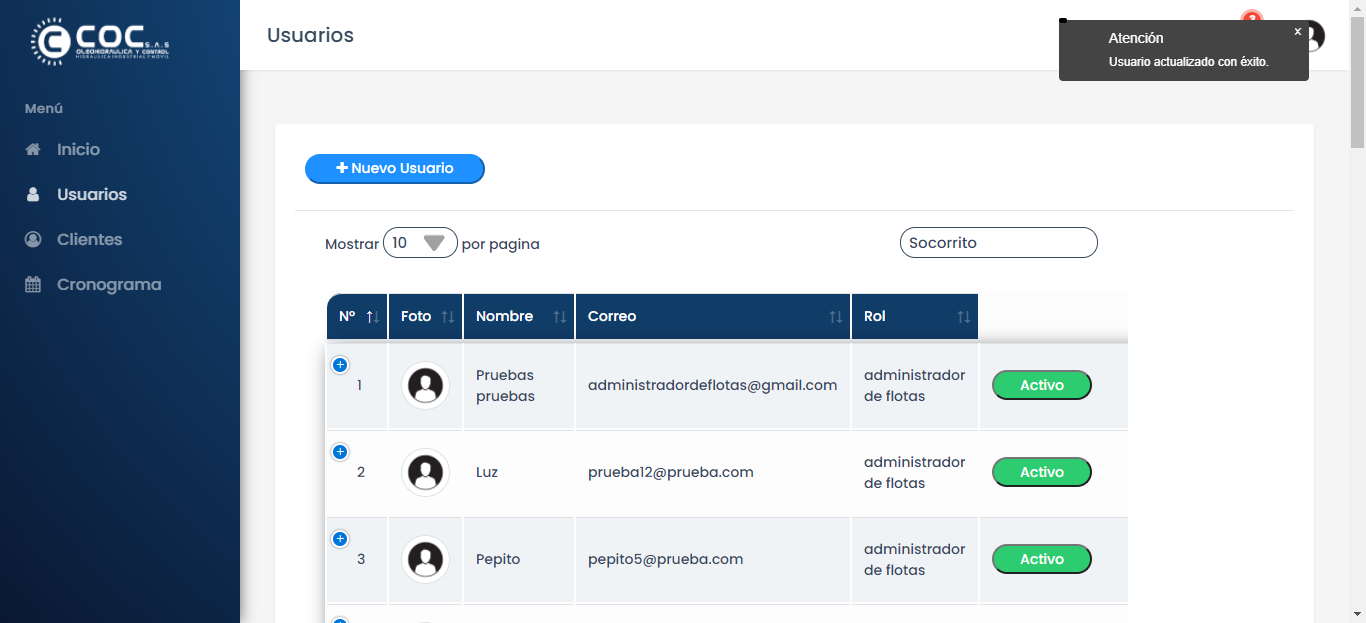 COC S.A.S
OLEOHIDRAULICA Y CONTROL
HIDRAULICA INDUSTRIAS Y MOVIL
Usuarios
Atención
x
Usuario actualizado con éxito.
Menú
Inicio
Usuarios
Clientes
Cronograma
+ Nuevo Usuario
Mostrar 10 por pagina
Socorrito
Nº Foto Nombre Correo Rol
1 Pruebas pruebas administradordeflotas@gmail.com administrador de flotas Activo
2 Luz prueba12@prueba.com administrador de flotas Activo
3 Pepito pepito5@prueba.com administrador de flotas Activo